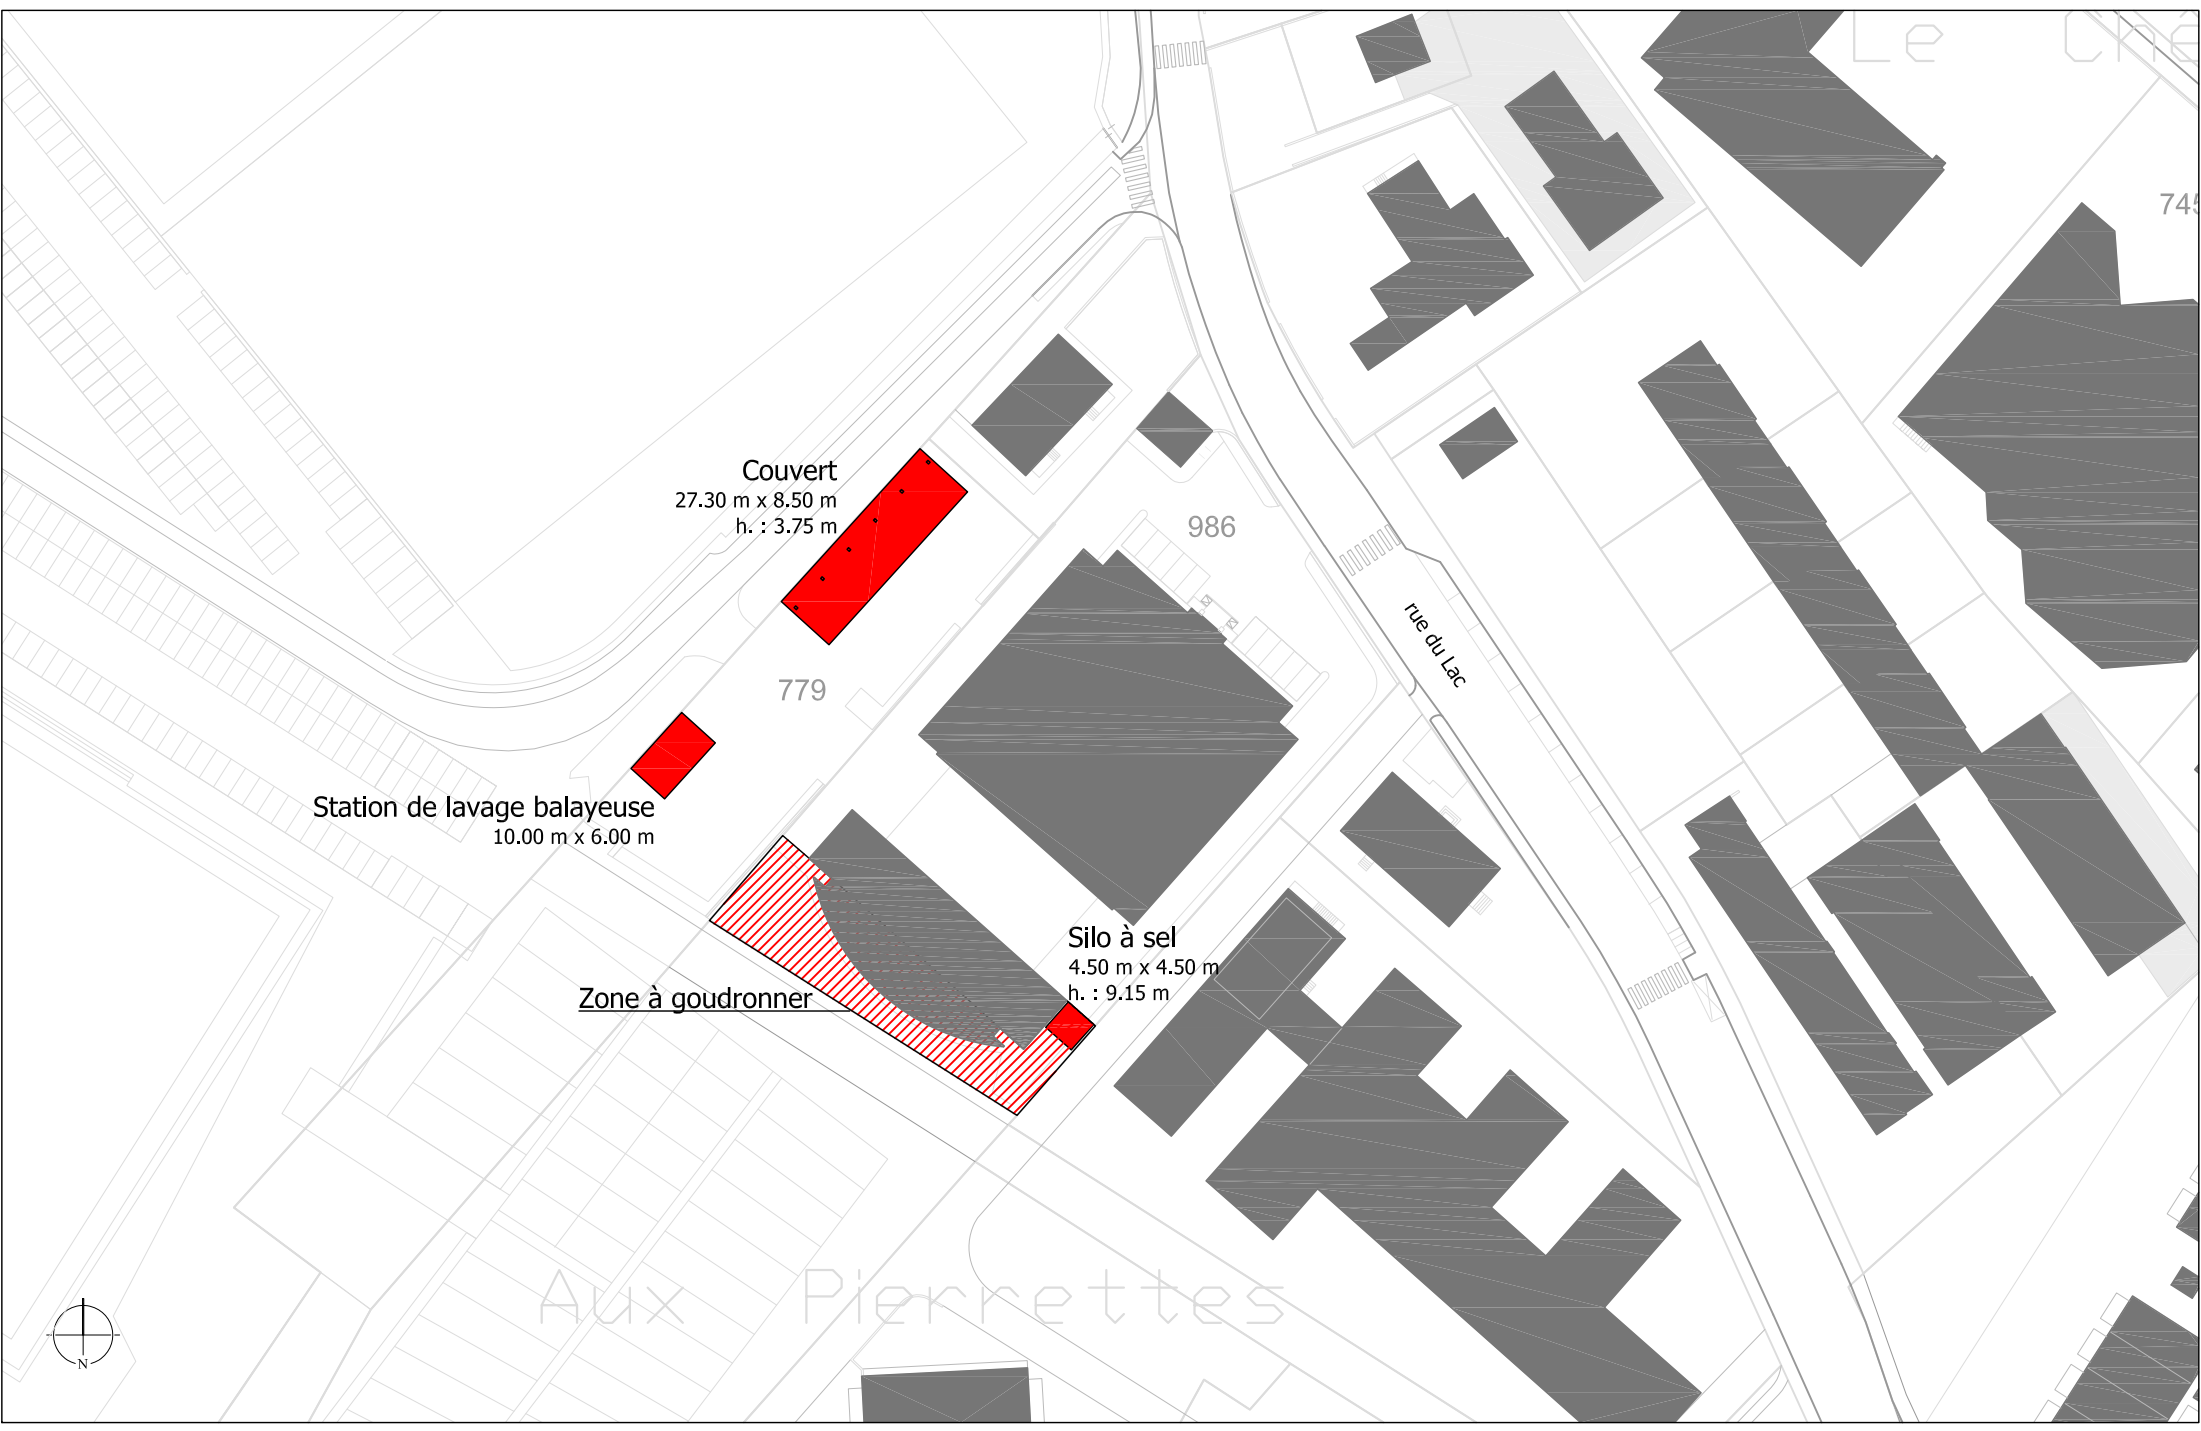 Le Châ
745
Couvert
27.30 m x 8.50 m
h. : 3.75 m
986
rue du Lac
779
Station de lavage balayeuse
10.00 m x 6.00 m
Silo à sel
4.50 m x 4.50 m
h. : 9.15 m
Zone à goudronner
Aux Pierrettes
N